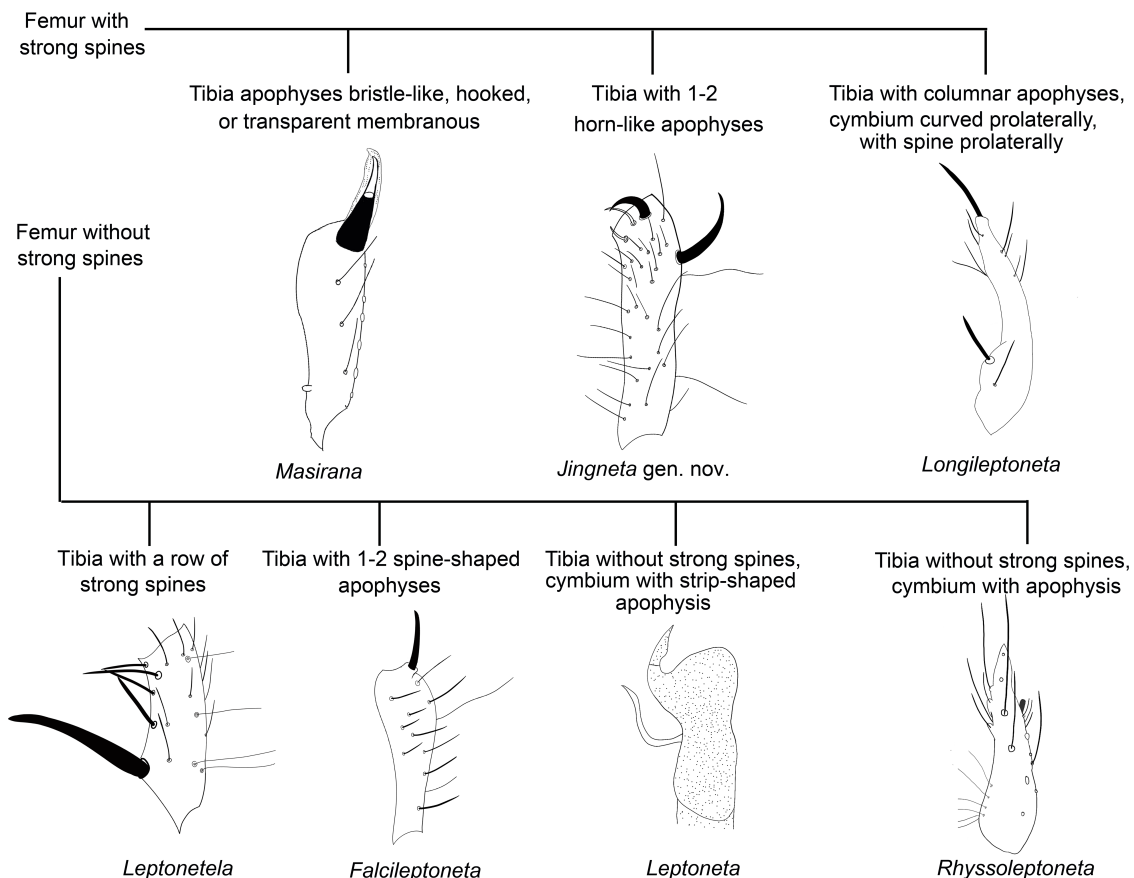 Femur with
strong spines
Tibia apophyses bristle-like, hooked,
or transparent membranous
Tibia with 1-2
horn-like apophyses
Tibia with columnar apophyses,
cymbium curved prolaterally,
with spine prolaterally
Masirana
Jingneta gen. nov.
Longileptoneta
Femur without
strong spines
Tibia with a row of
strong spines
Tibia with 1-2 spine-shaped
apophyses
Tibia without strong spines,
cymbium with strip-shaped
apophysis
Tibia without strong spines,
cymbium with apophysis
Leptonetela
Falcileptoneta
Leptoneta
Rhyssoleptoneta